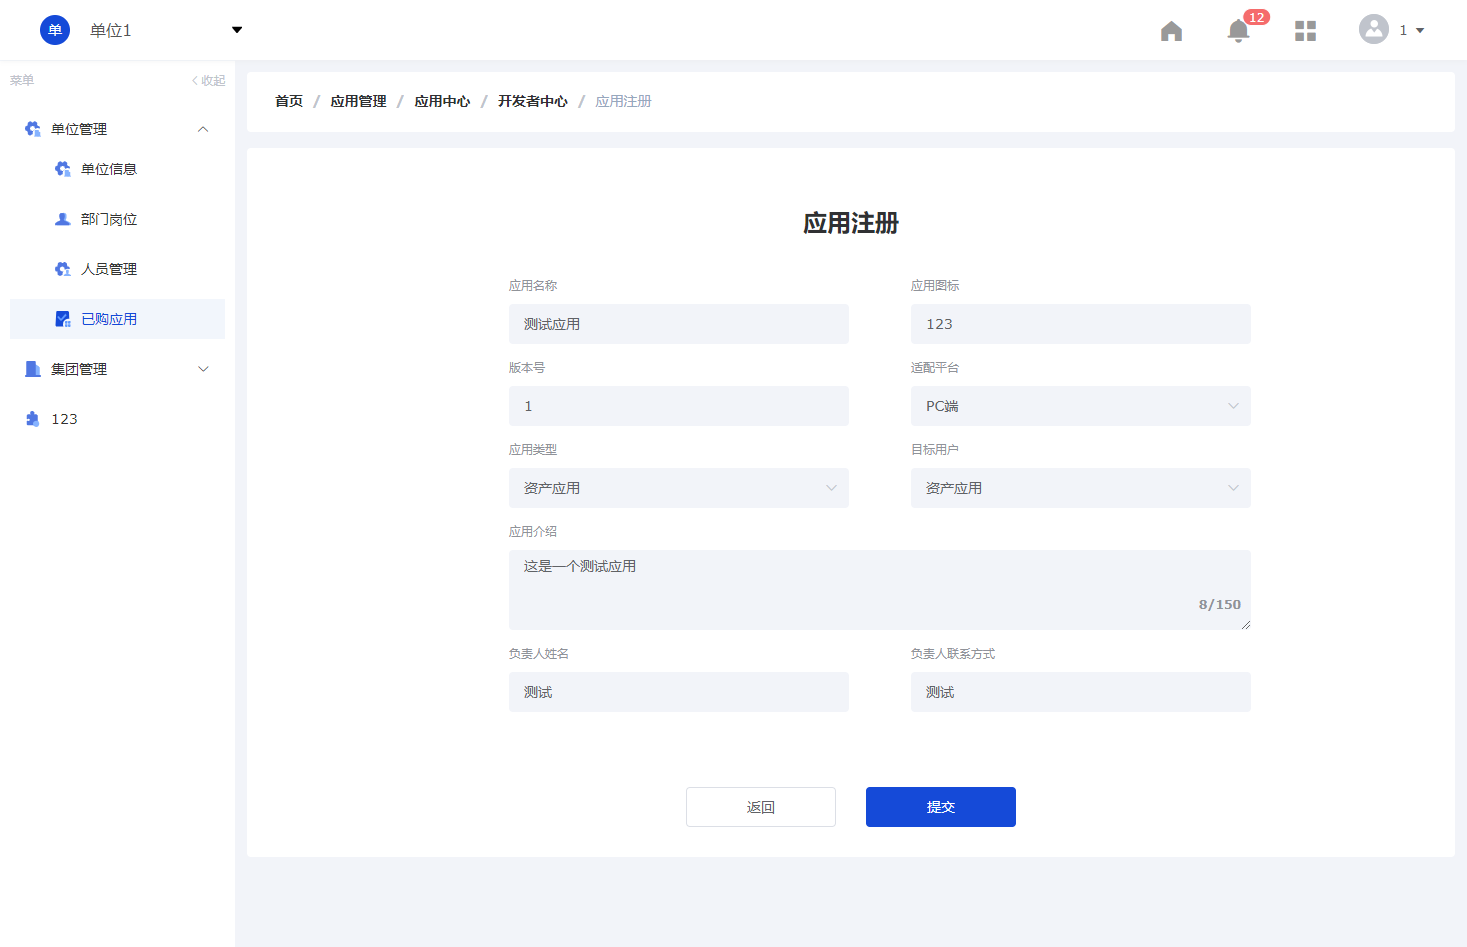 单 单位1 12 1
菜单 收起
首页 / 应用管理 / 应用中心 / 开发者中心 / 应用注册
单位管理
单位信息
部门岗位
人员管理
已购应用
集团管理
123
应用注册
应用名称 应用图标
测试应用 123
版本号 适配平台
1 PC端
应用类型 目标用户
资产应用 资产应用
应用介绍
这是一个测试应用
8/150
负责人姓名 负责人联系方式
测试 测试
返回 提交